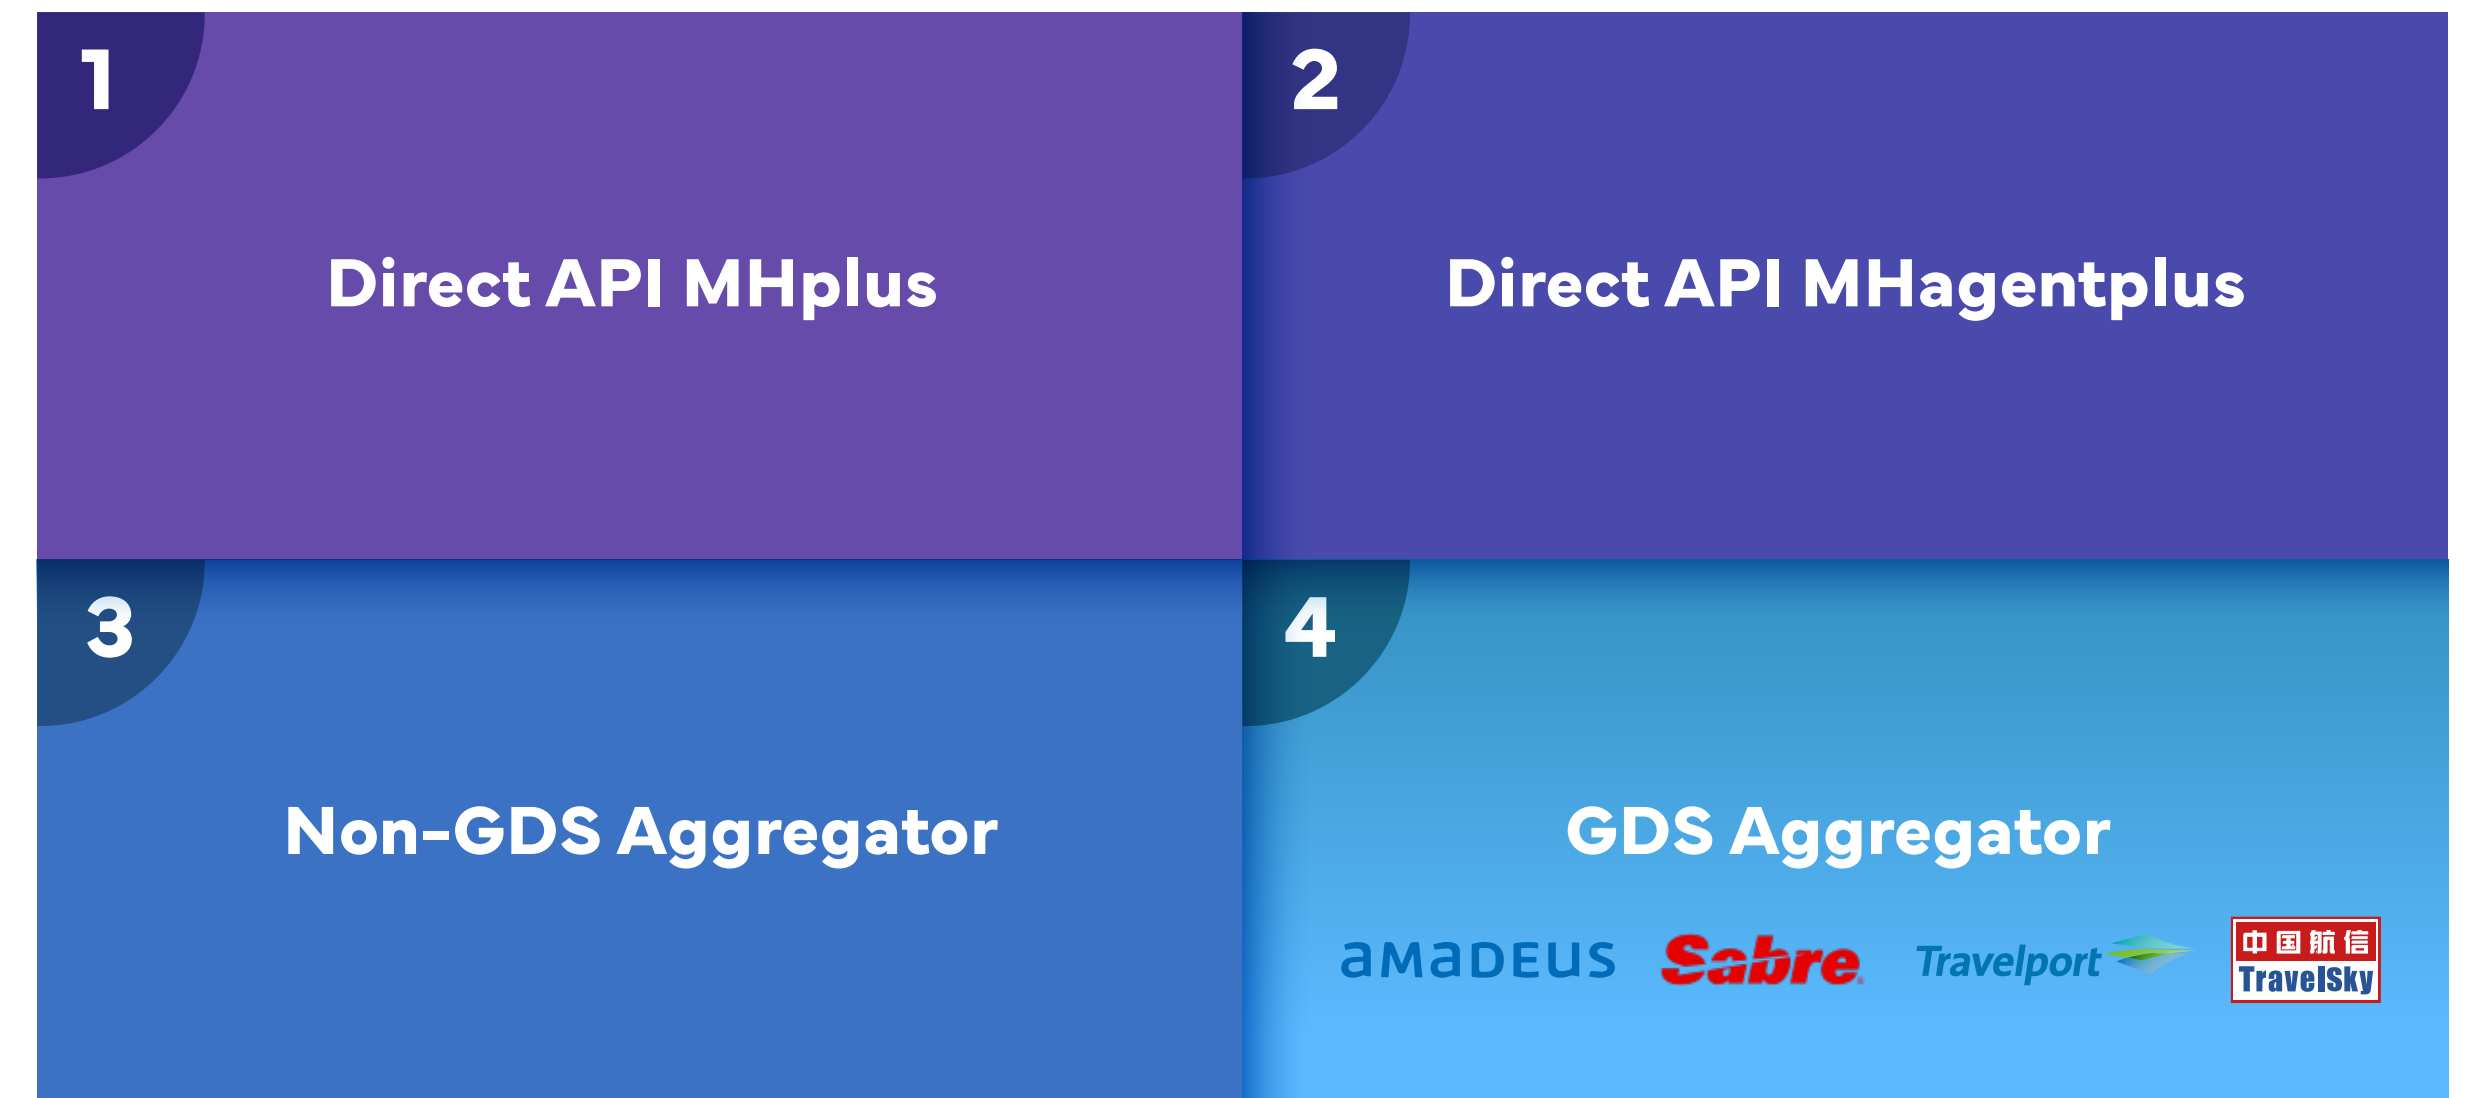 1
Direct API MHplus
2
Direct API MHagentplus
3
Non-GDS Aggregator
4
GDS Aggregator
aMaDEUS
Sabre
Travelport
中国航信
TravelSky